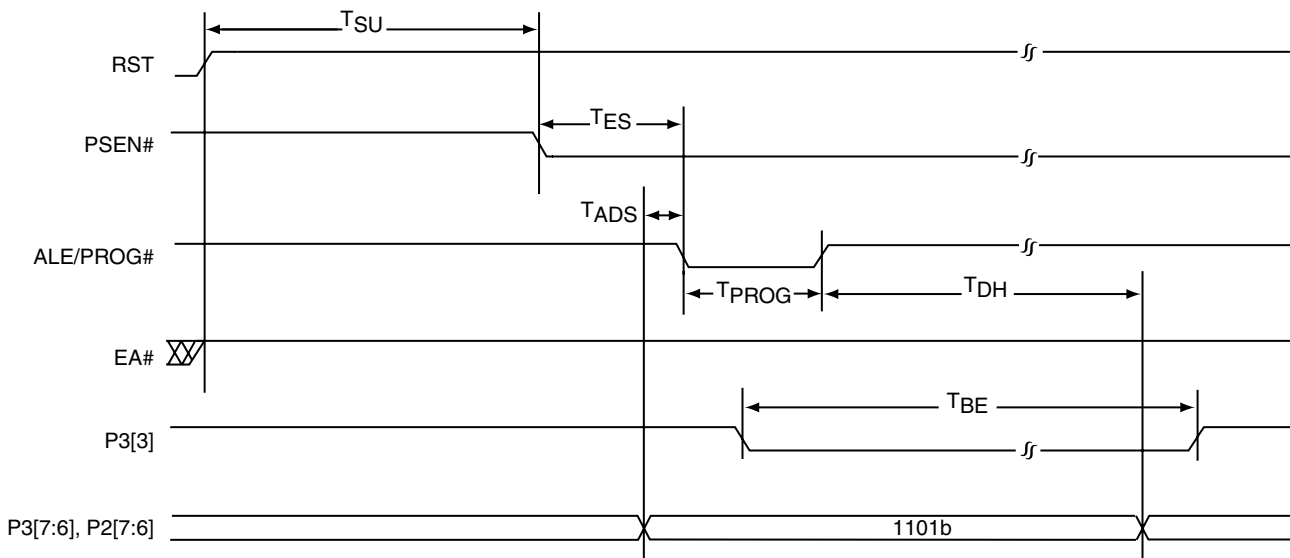 TSU
RST
TES
PSEN#
TADS
ALE/PROG#
TPROG
TDH
EA#
TBE
P3[3]
P3[7:6], P2[7:6]
1101b